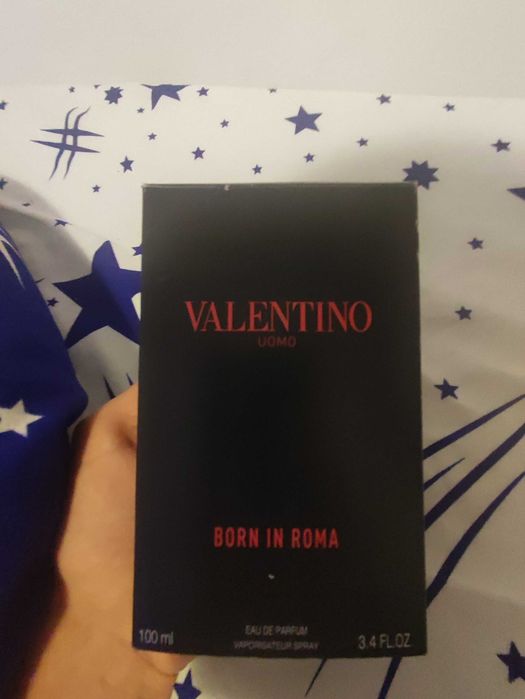 VALENTINO
UOMO
BORN IN ROMA
100 ml
EAU DE PARFUM
VAPORISATEUR SPRAY
3.4 FL.OZ